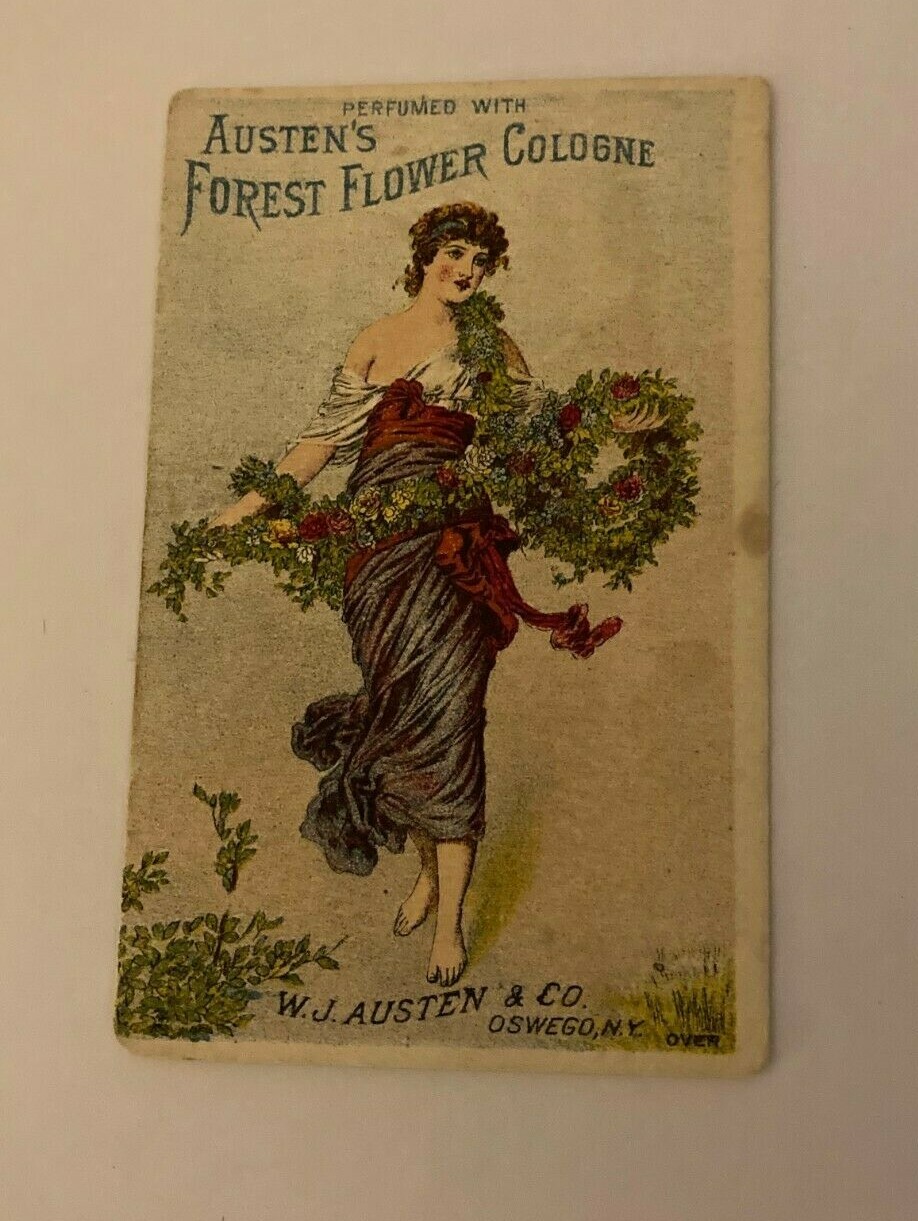 PERFUMED WITH
AUSTEN'S
FOREST FLOWER COLOGNE
W.J. AUSTEN & CO.
OSWEGO, N.Y.
OVER